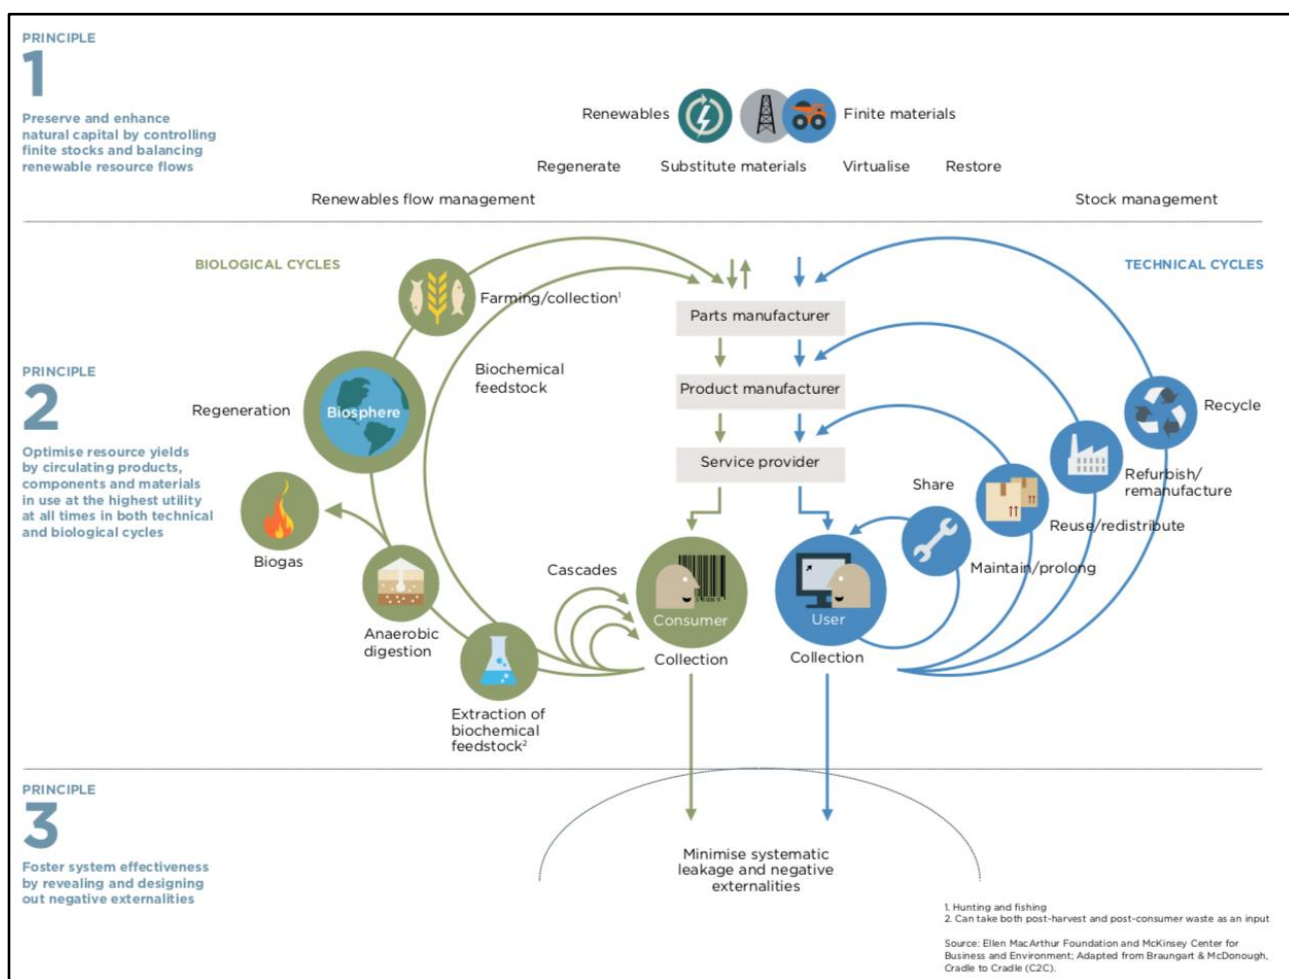 PRINCIPLE
1
Preserve and enhance
natural capital by controlling
finite stocks and balancing
renewable resource flows
Renewables
Finite materials
Regenerate
Substitute materials
Virtualise
Restore
Renewables flow management
Stock management
PRINCIPLE
2
Optimise resource yields
by circulating products,
components and materials
in use at the highest utility
at all times in both technical
and biological cycles
BIOLOGICAL CYCLES
TECHNICAL CYCLES
Farming/collection¹
Parts manufacturer
Biochemical
feedstock
Product manufacturer
Regeneration
Biosphere
Recycle
Service provider
Share
Refurbish/
remanufacture
Reuse/redistribute
Biogas
Cascades
Maintain/prolong
Consumer
User
Anaerobic
digestion
Collection
Collection
Extraction of
biochemical
feedstock²
PRINCIPLE
3
Foster system effectiveness
by revealing and designing
out negative externalities
Minimise systematic
leakage and negative
externalities
1. Hunting and fishing
2. Can take both post-harvest and post-consumer waste as an input
Source: Ellen MacArthur Foundation and McKinsey Center for
Business and Environment; Adapted from Braungart & McDonough,
Cradle to Cradle (C2C).